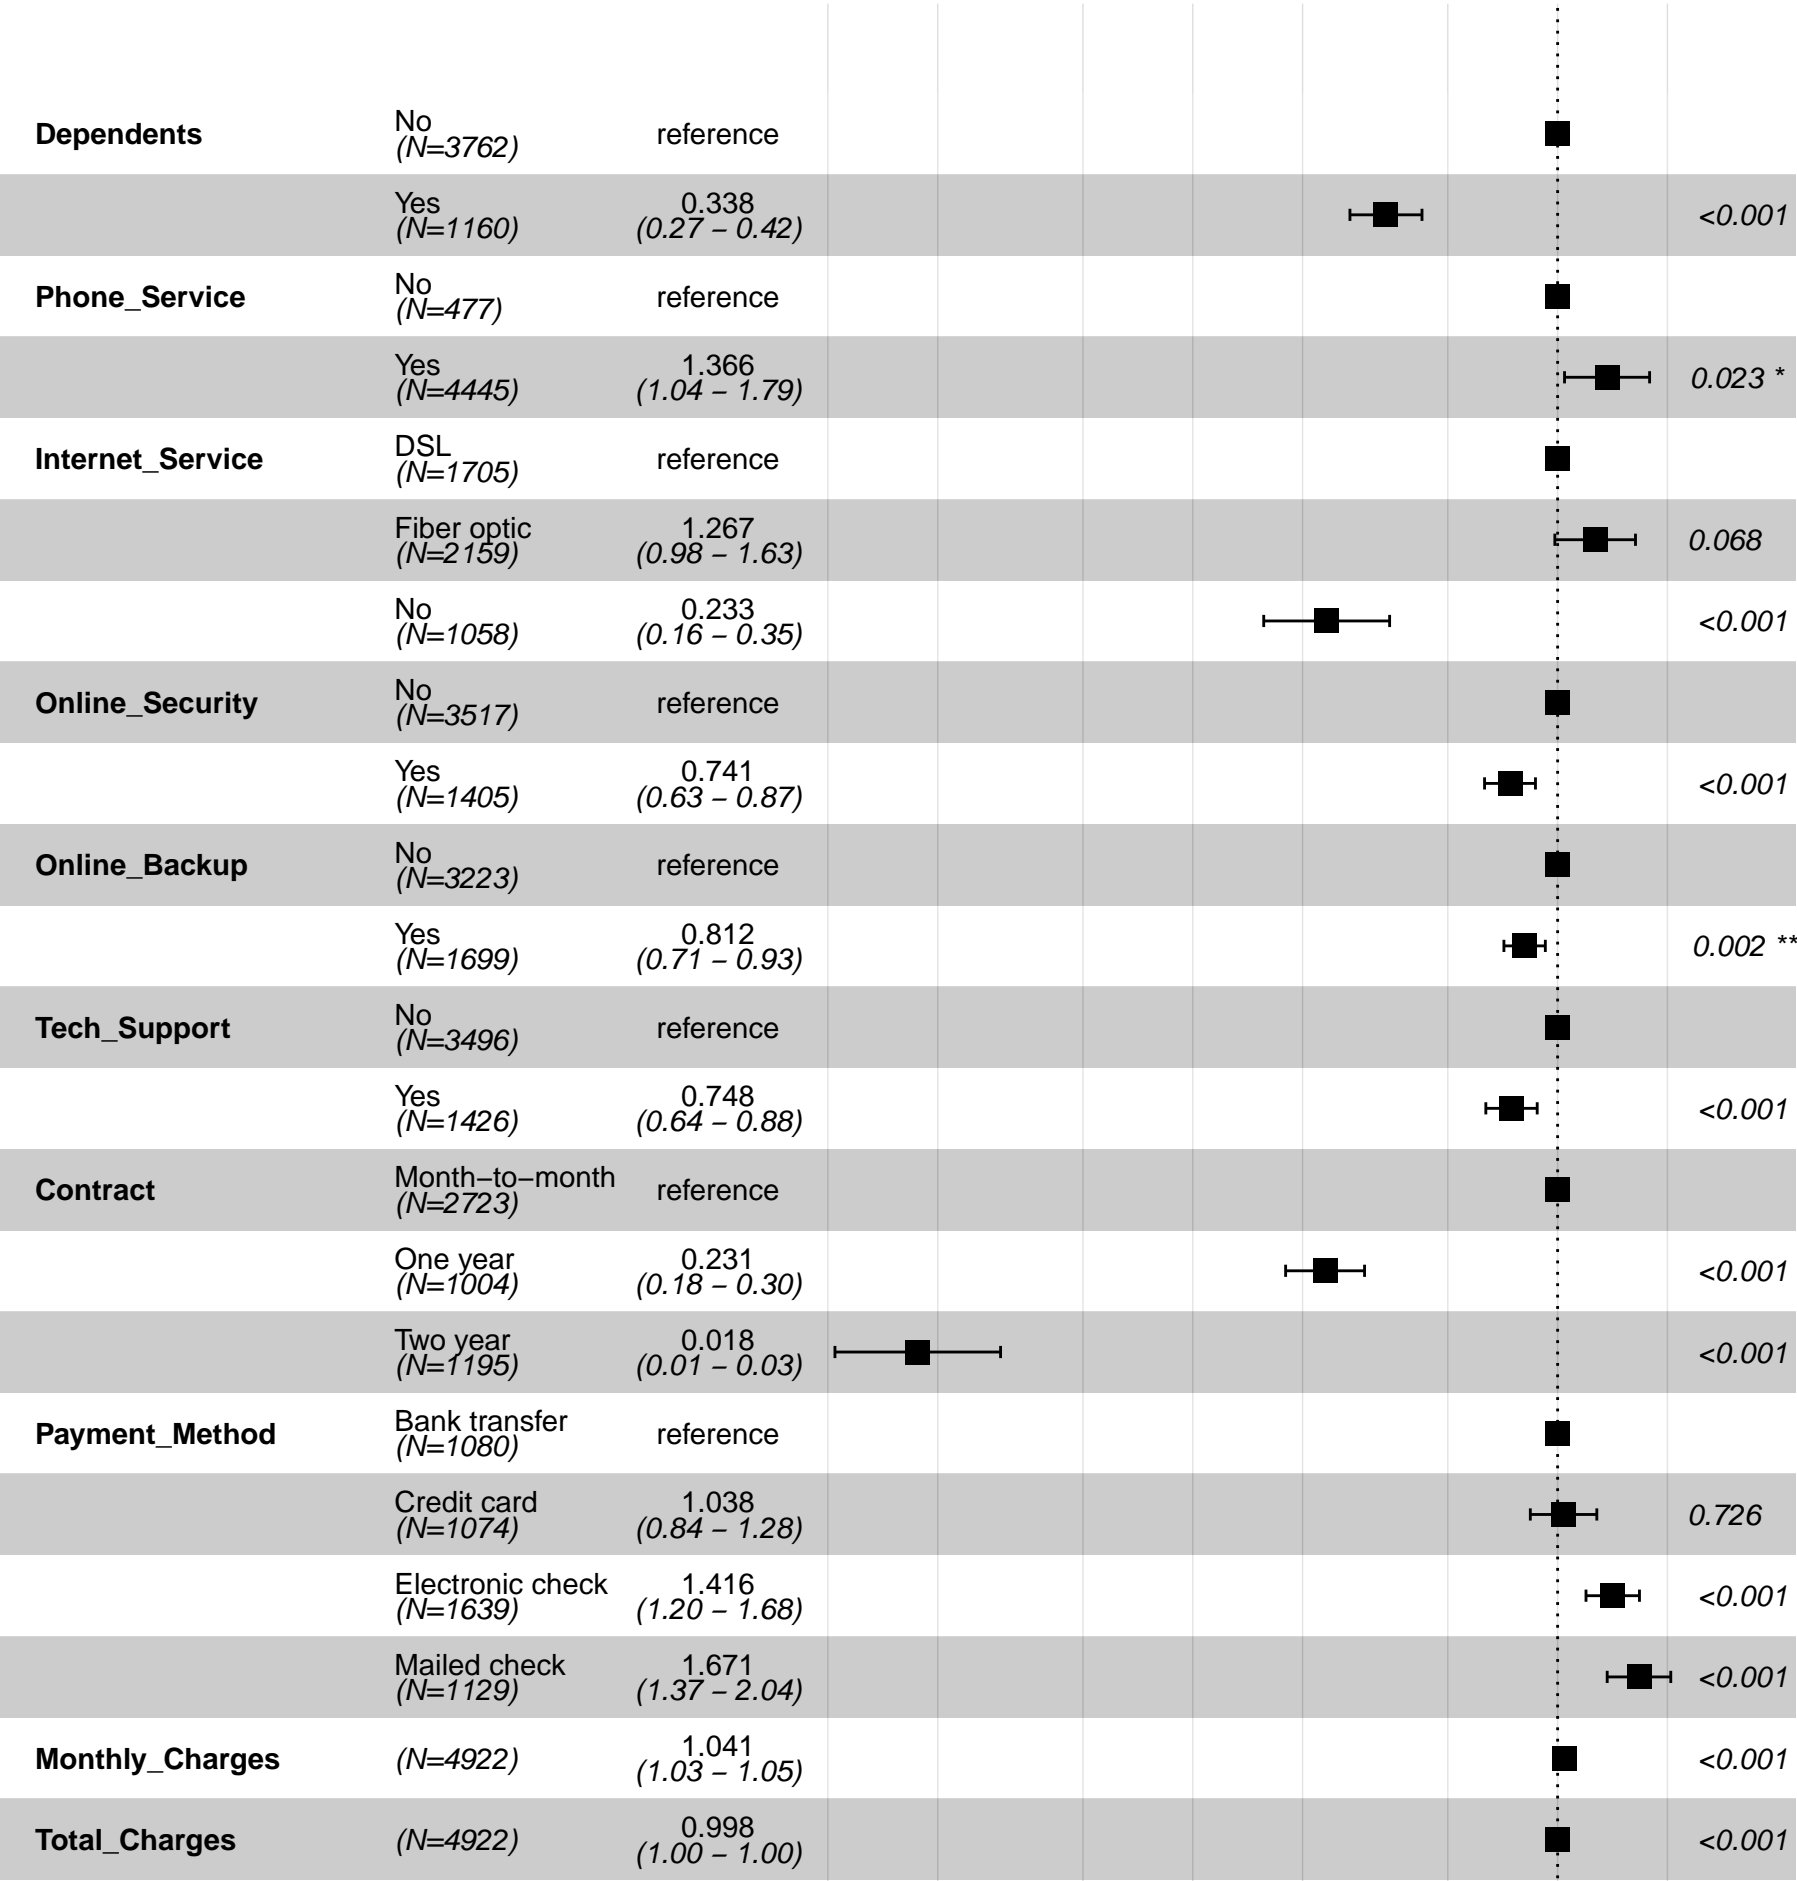 Dependents No reference
(N=3762)
Yes 0.338 <0.001
(N=1160) (0.27 – 0.42)
Phone_Service No reference
(N=477)
Yes 1.366 0.023 *
(N=4445) (1.04 – 1.79)
Internet_Service DSL reference
(N=1705)
Fiber optic 1.267 0.068
(N=2159) (0.98 – 1.63)
No 0.233 <0.001
(N=1058) (0.16 – 0.35)
Online_Security No reference
(N=3517)
Yes 0.741 <0.001
(N=1405) (0.63 – 0.87)
Online_Backup No reference
(N=3223)
Yes 0.812 0.002 **
(N=1699) (0.71 – 0.93)
Tech_Support No reference
(N=3496)
Yes 0.748 <0.001
(N=1426) (0.64 – 0.88)
Contract Month–to–month reference
(N=2723)
One year 0.231 <0.001
(N=1004) (0.18 – 0.30)
Two year 0.018 <0.001
(N=1195) (0.01 – 0.03)
Payment_Method Bank transfer reference
(N=1080)
Credit card 1.038 0.726
(N=1074) (0.84 – 1.28)
Electronic check 1.416 <0.001
(N=1639) (1.20 – 1.68)
Mailed check 1.671 <0.001
(N=1129) (1.37 – 2.04)
Monthly_Charges (N=4922) 1.041 <0.001
(1.03 – 1.05)
Total_Charges (N=4922) 0.998 <0.001
(1.00 – 1.00)